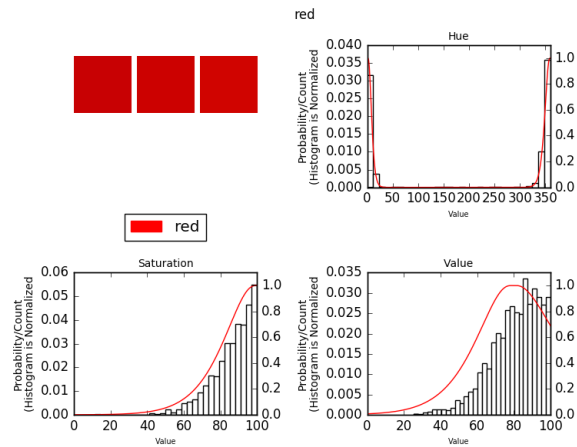 red
Hue
0.040
0.035
0.030
0.025
0.020
0.015
0.010
0.005
0.000
Probability/Count
(Histogram is Normalized
1.0
0.8
0.6
0.4
0.2
0.0
0 50 100 150 200 250 300 350
Value
red
Saturation
0.06
0.05
0.04
0.03
0.02
0.01
0.00
Probability/Count
(Histogram is Normalized
1.0
0.8
0.6
0.4
0.2
0.0
0 20 40 60 80 100
Value
Value
0.035
0.030
0.025
0.020
0.015
0.010
0.005
0.000
Probability/Count
(Histogram is Normalized
1.0
0.8
0.6
0.4
0.2
0.0
0 20 40 60 80 100
Value